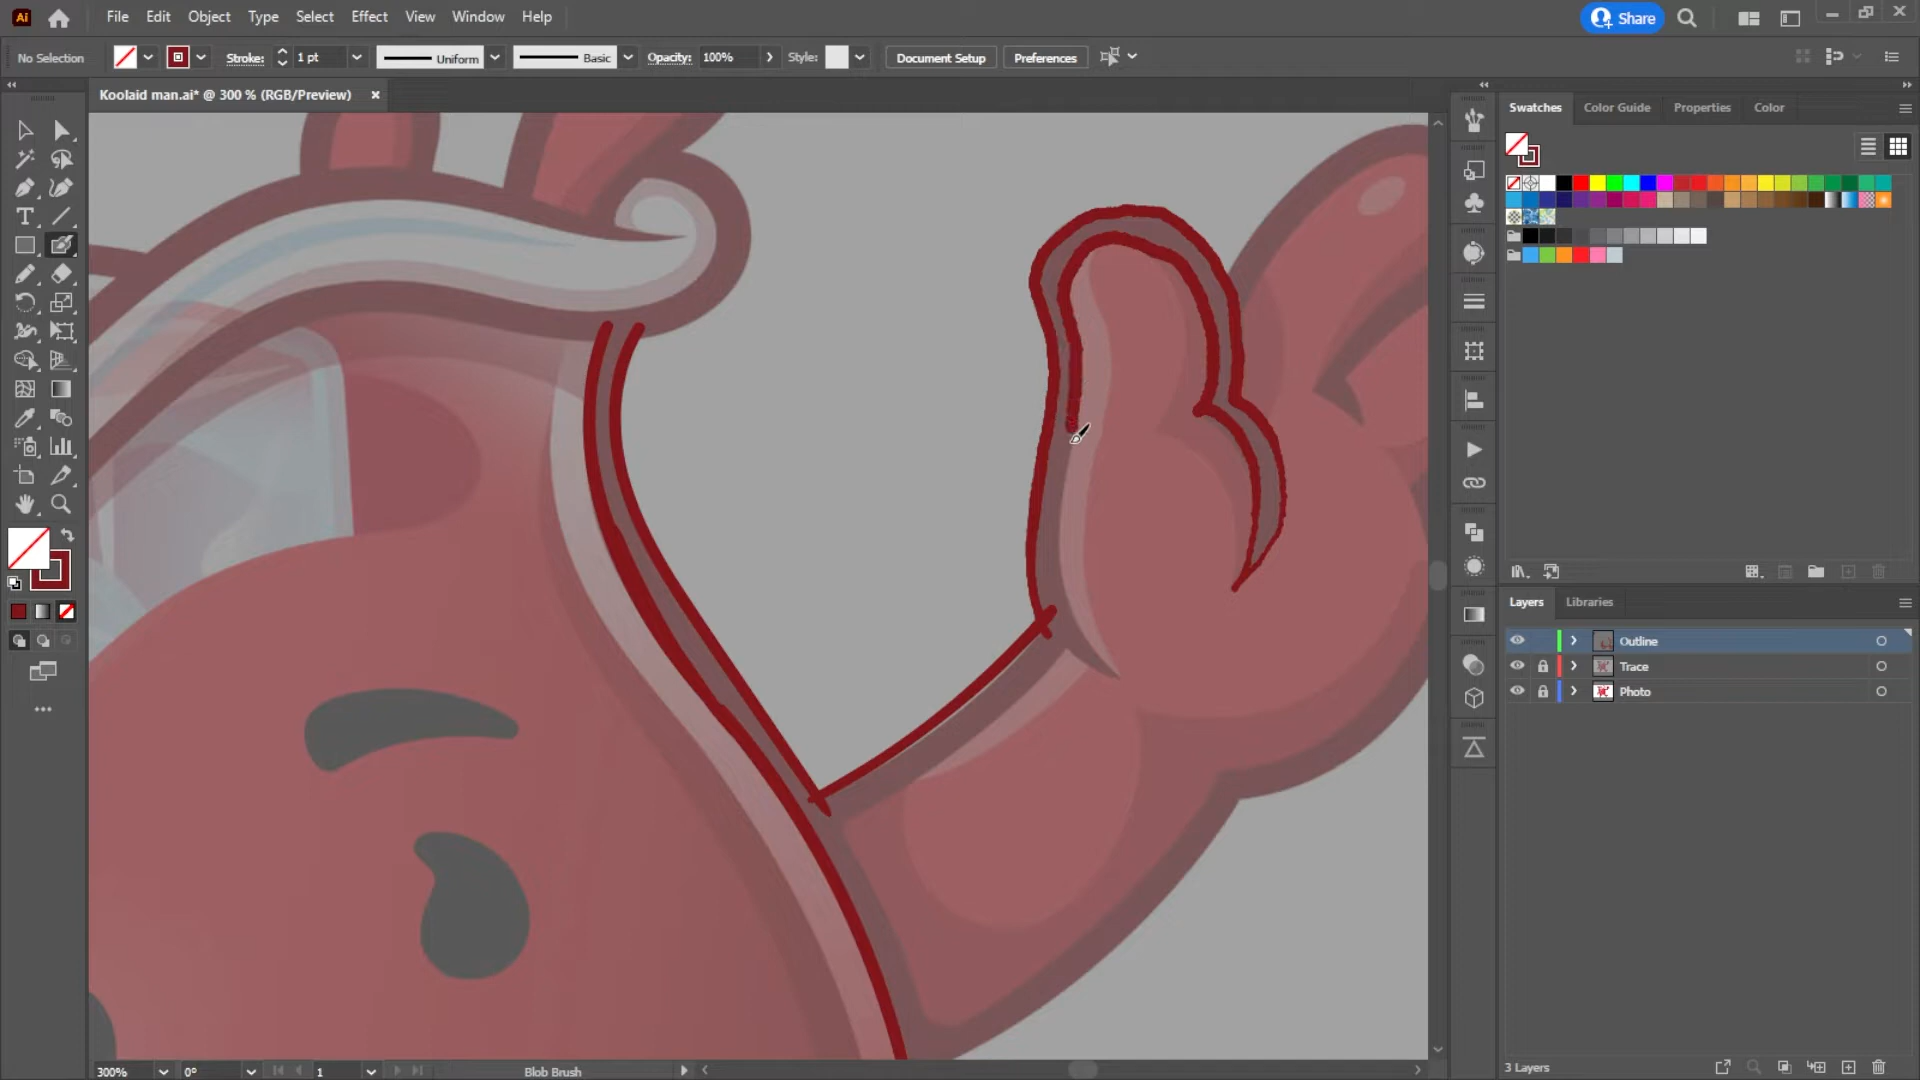 Ai File Edit Object Type Select Effect View Window Help Share
No Selection Stroke: 1 pt Uniform Basic Opacity: 100% Style: Document Setup Preferences
Koolaid man.ai* @ 300 % (RGB/Preview) ×
Swatches Color Guide Properties Color
Layers Libraries
Outline
Trace
Photo
3 Layers
300% 0° 1 Blob Brush